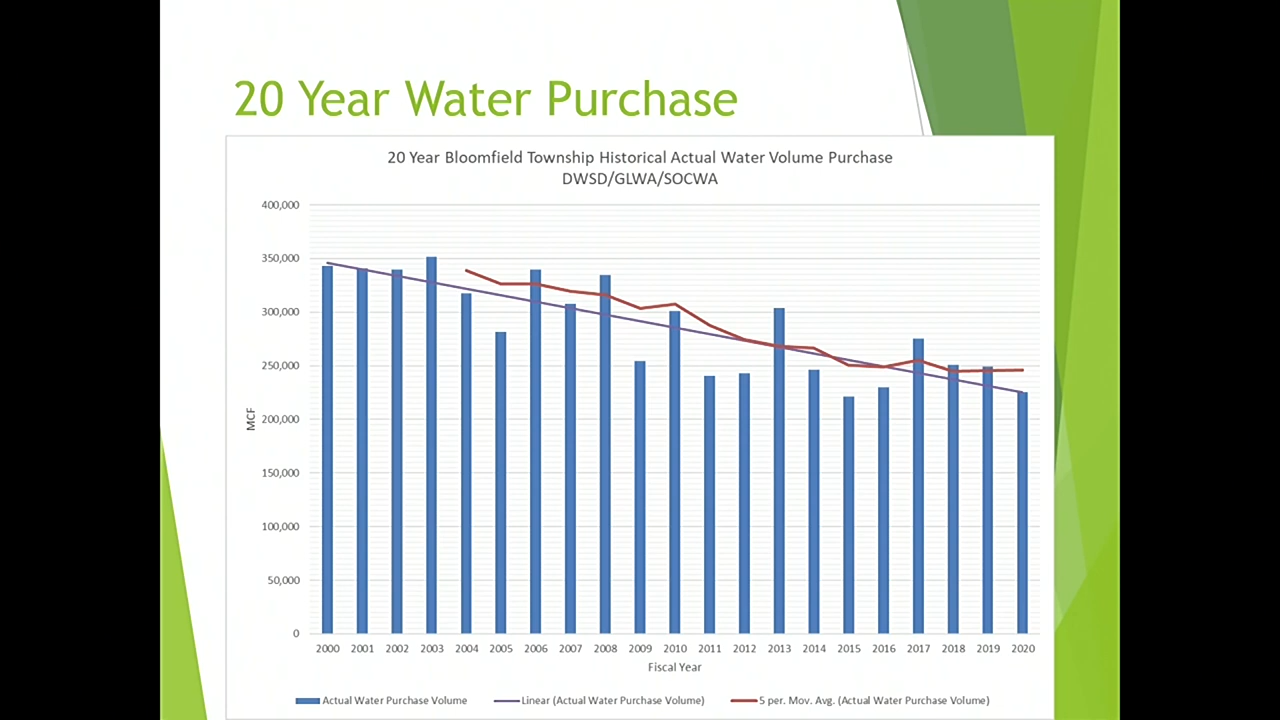 20 Year Water Purchase
20 Year Bloomfield Township Historical Actual Water Volume Purchase
DWSD/GLWA/SOCWA
400,000
350,000
300,000
250,000
200,000
150,000
100,000
50,000
0
MCF
2000 2001 2002 2003 2004 2005 2006 2007 2008 2009 2010 2011 2012 2013 2014 2015 2016 2017 2018 2019 2020
Fiscal Year
Actual Water Purchase Volume Linear (Actual Water Purchase Volume) 5 per. Mov. Avg. (Actual Water Purchase Volume)